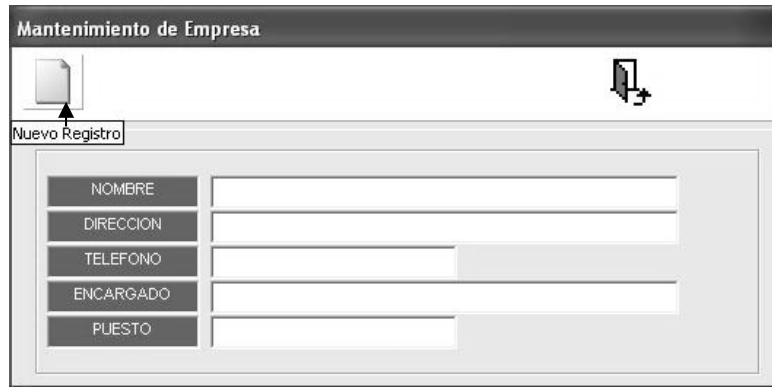 Mantenimiento de Empresa
Nuevo Registro
NOMBRE
DIRECCION
TELEFONO
ENCARGADO
PUESTO